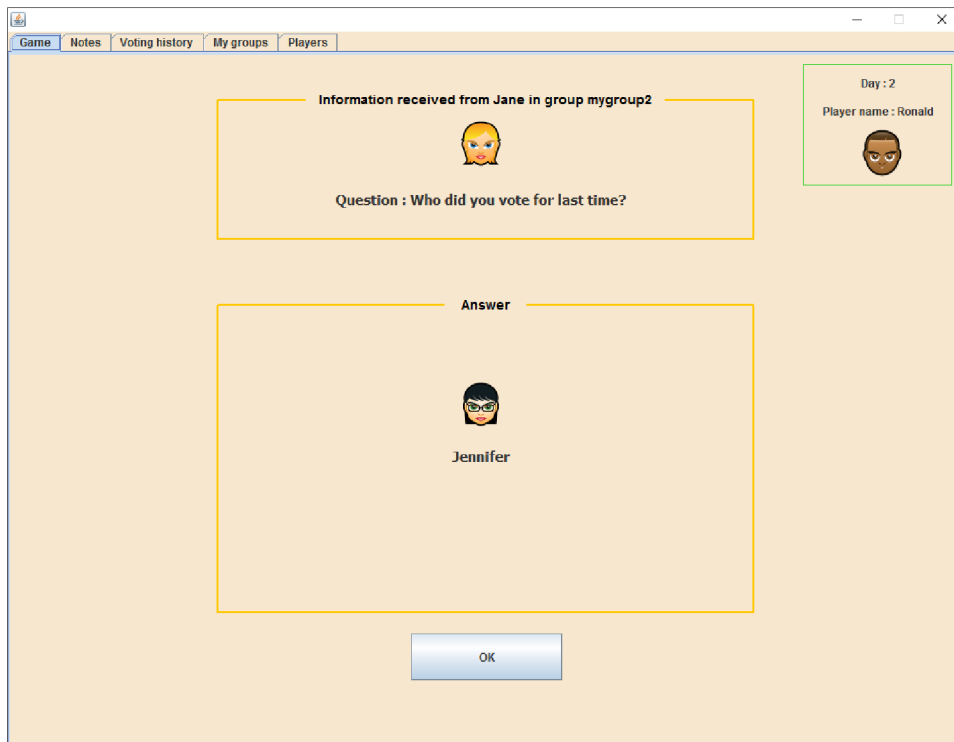 Game Notes Voting history My groups Players
Day : 2
Player name : Ronald
Information received from Jane in group mygroup2
Question : Who did you vote for last time?
Answer
Jennifer
OK